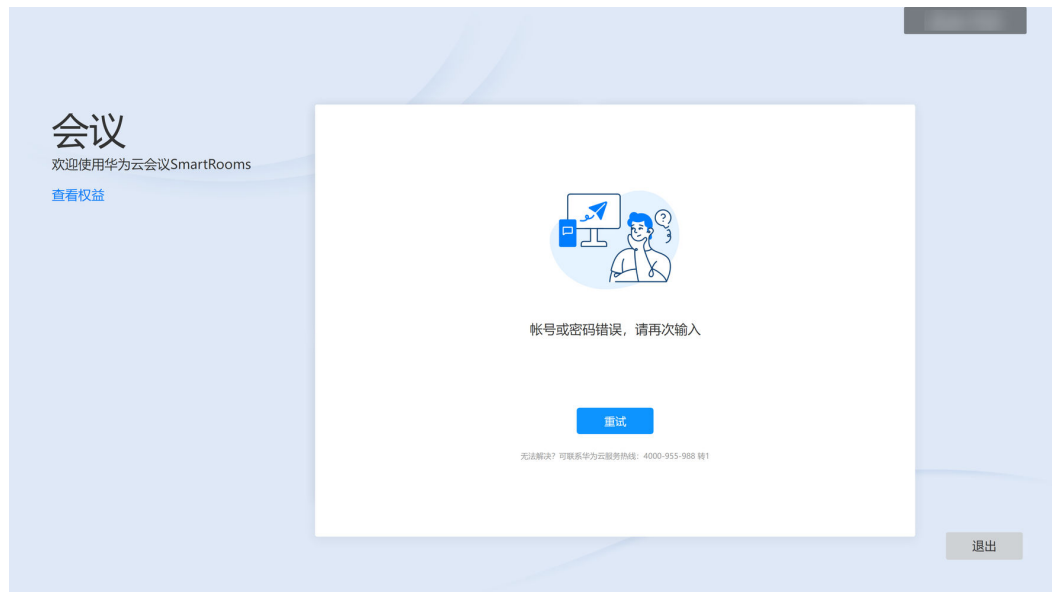 会议
欢迎使用华为云会议SmartRooms
查看权益
帐号或密码错误，请再次输入
重试
无法解决？可联系华为云服务热线：4000-955-988 转1
退出